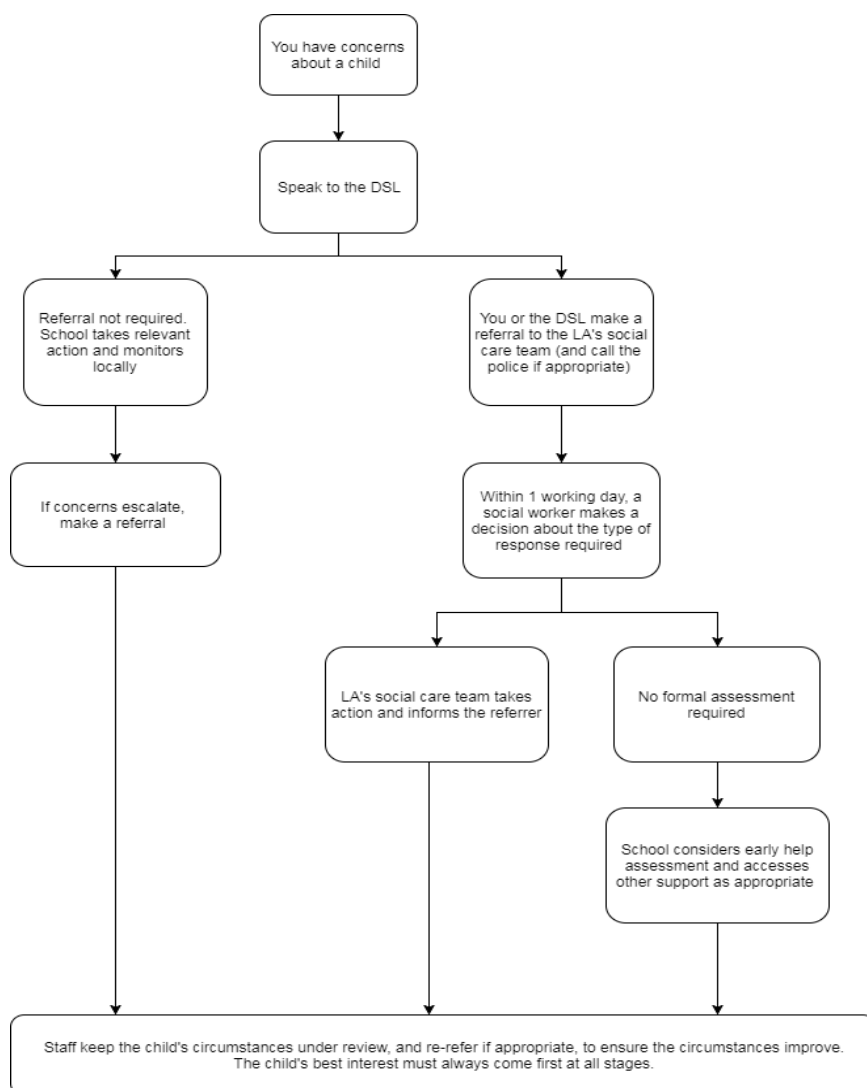 You have concerns
about a child
Speak to the DSL
Referral not required.
School takes relevant
action and monitors
locally
You or the DSL make a
referral to the LA's social
care team (and call the
police if appropriate)
If concerns escalate,
make a referral
Within 1 working day, a
social worker makes a
decision about the type of
response required
LA's social care team takes
action and informs the referrer
No formal assessment
required
School considers early help
assessment and accesses
other support as appropriate
Staff keep the child's circumstances under review, and re-refer if appropriate, to ensure the circumstances improve.
The child's best interest must always come first at all stages.